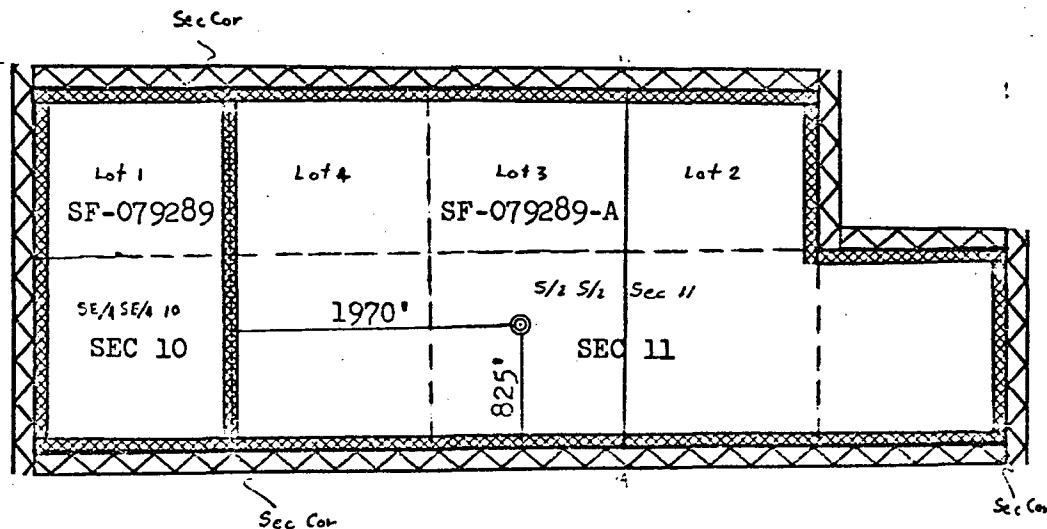 Sec Cor
Lot 1
Lot 4
Lot 3
Lot 2
SF-079289
SF-079289-A
SE/4 SE/4 10
S/2 S/2 Sec 11
1970'
SEC 10
SEC 11
825'
Sec Cor
Sec Cor